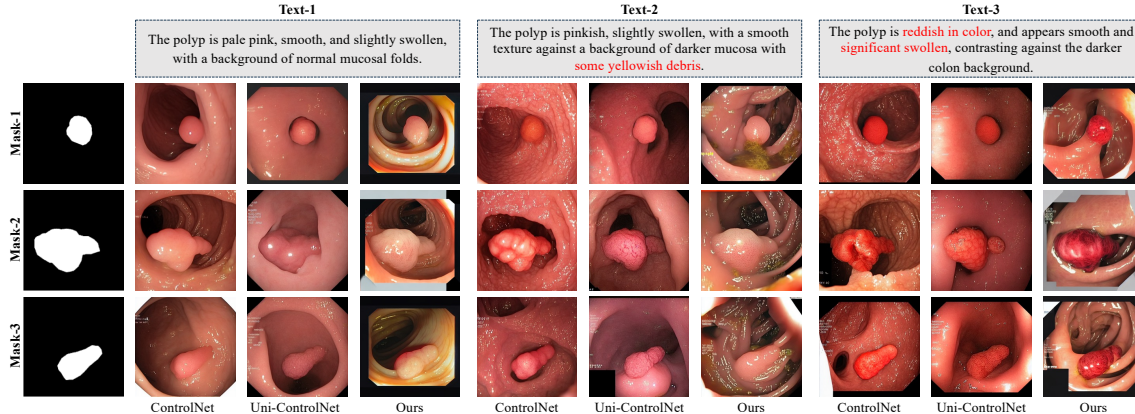 Text-1
Text-2
Text-3
The polyp is pale pink, smooth, and slightly swollen,
with a background of normal mucosal folds.
The polyp is pinkish, slightly swollen, with a smooth
texture against a background of darker mucosa with
some yellowish debris.
The polyp is reddish in color, and appears smooth and
significant swollen, contrasting against the darker
colon background.
Mask-1
Mask-2
Mask-3
ControlNet
Uni-ControlNet
Ours
ControlNet
Uni-ControlNet
Ours
ControlNet
Uni-ControlNet
Ours